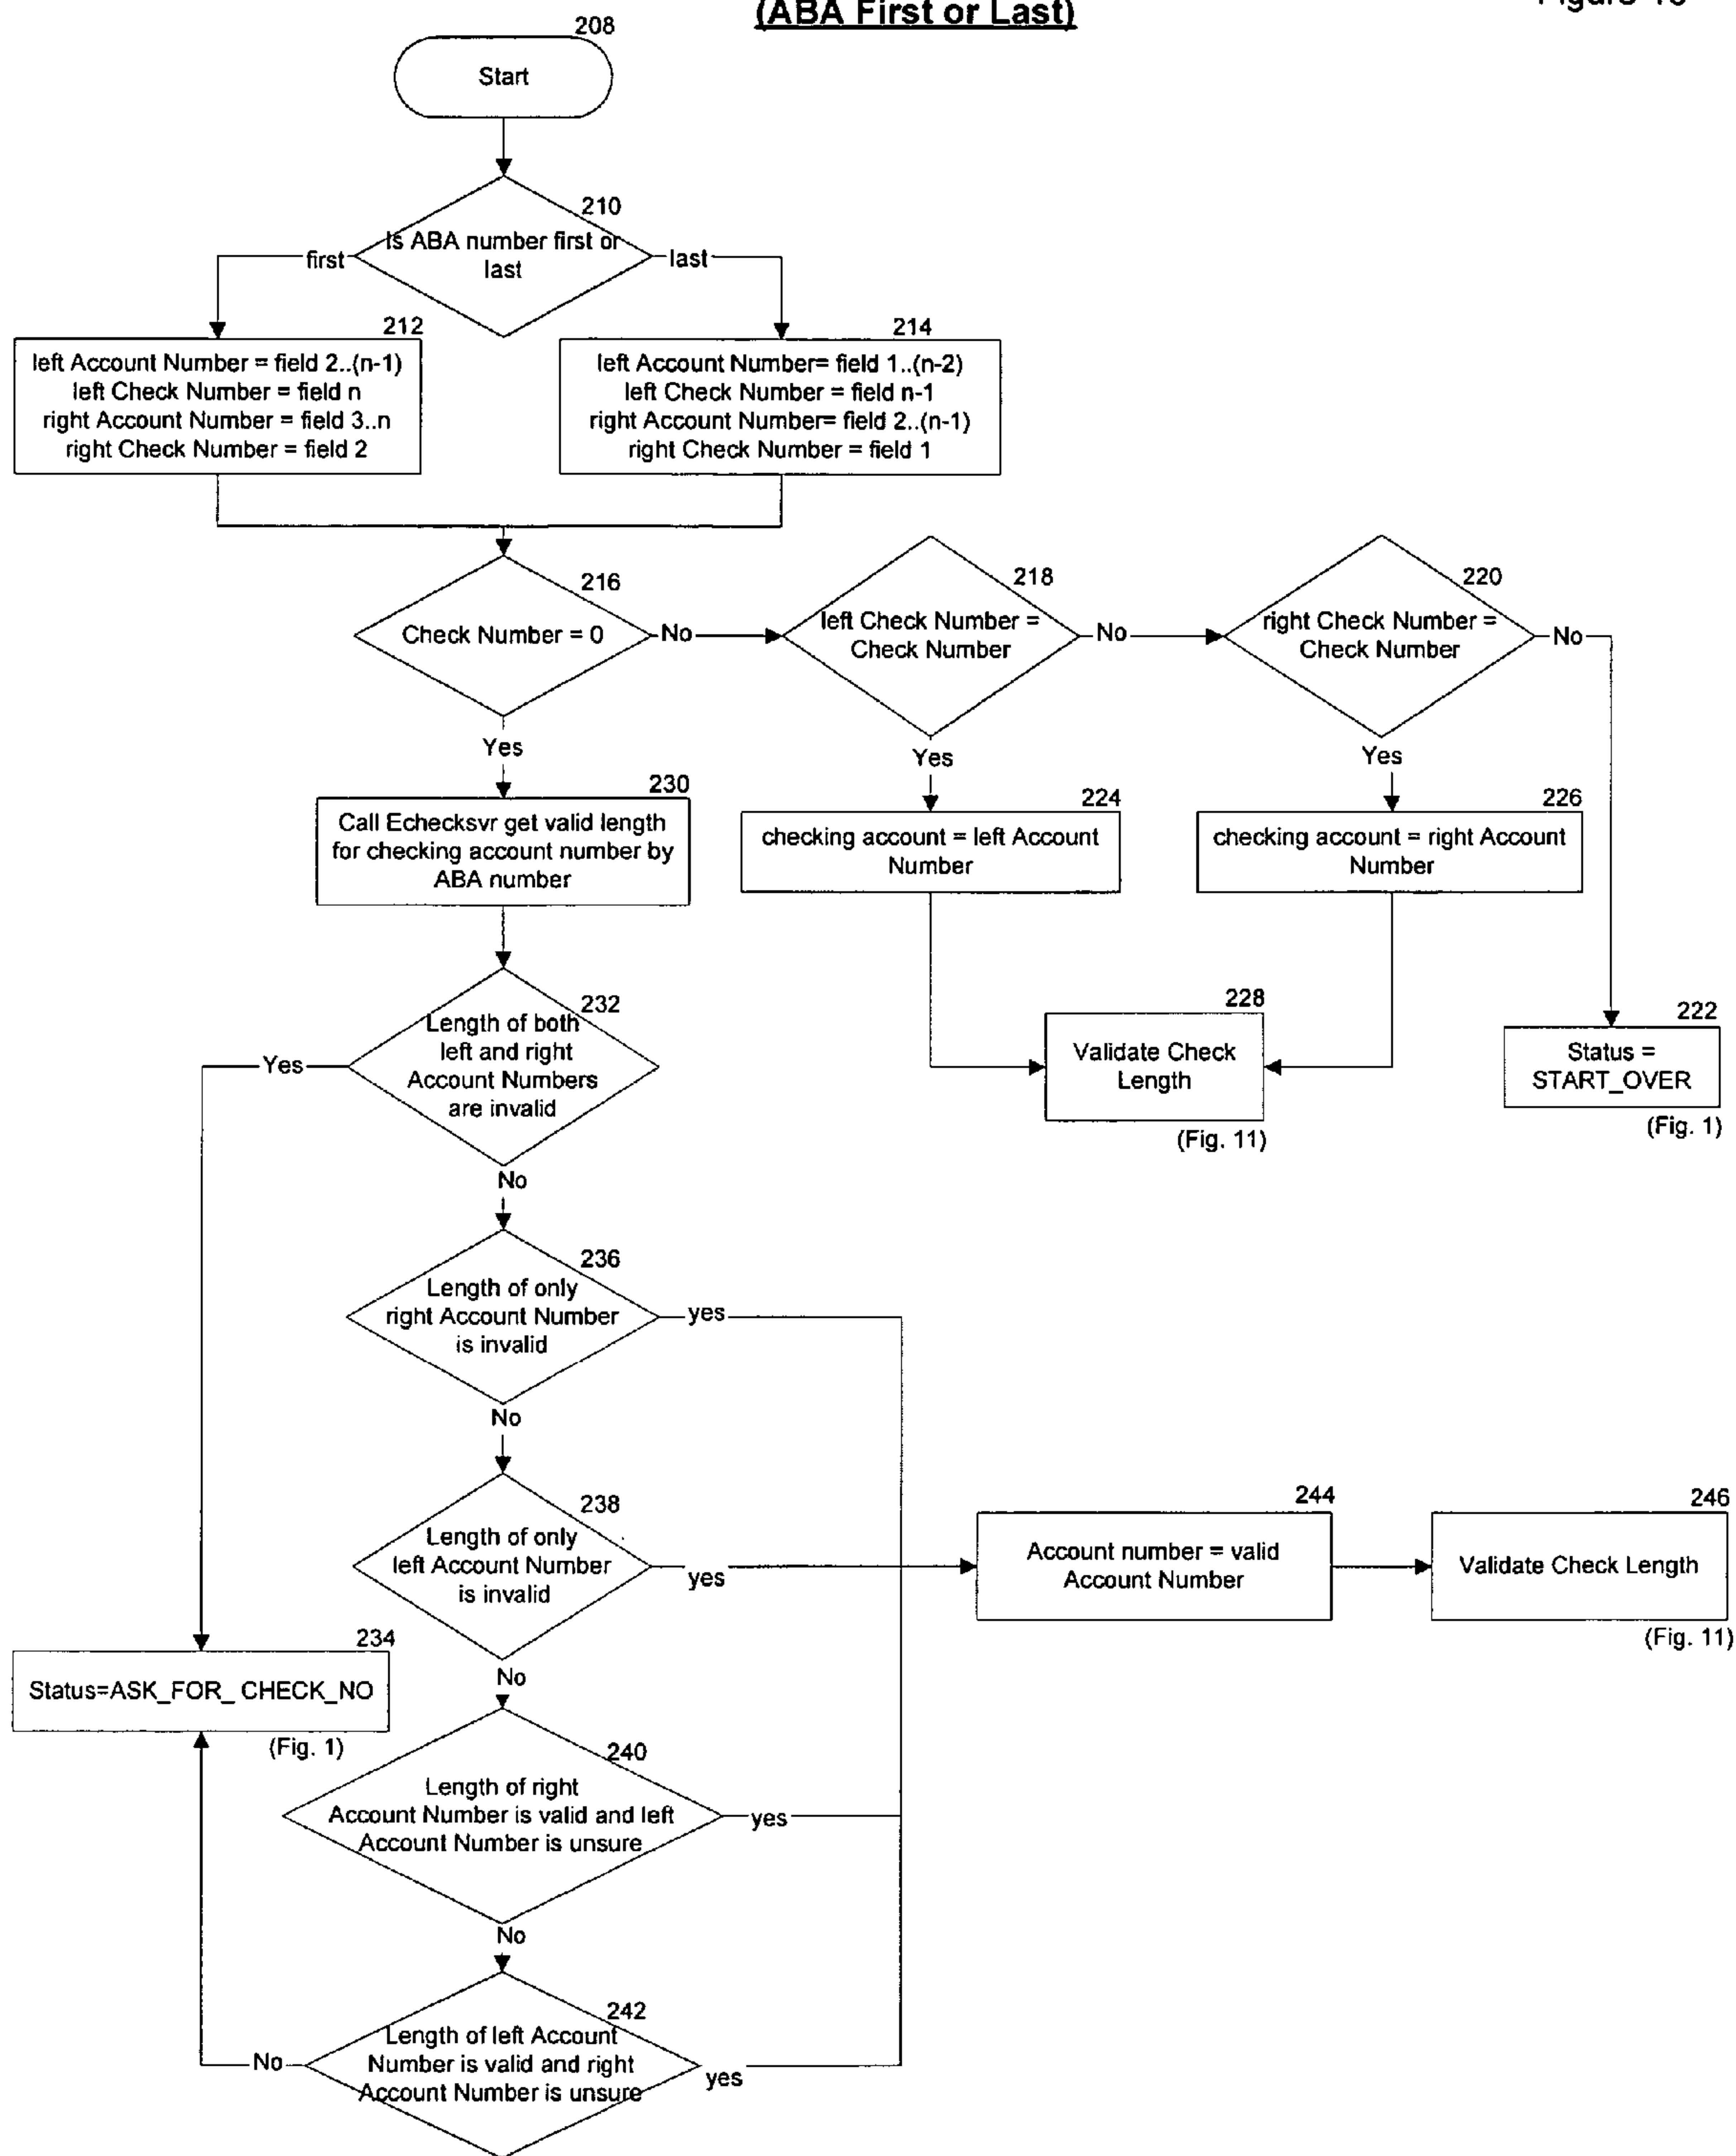 (ABA First or Last)
208
Start
210
Is ABA number first or
last
first
last
212
left Account Number = field 2..(n-1)
left Check Number = field n
right Account Number = field 3..n
right Check Number = field 2
214
left Account Number= field 1..(n-2)
left Check Number = field n-1
right Account Number= field 2..(n-1)
right Check Number = field 1
216
Check Number = 0
No
218
left Check Number =
Check Number
No
220
right Check Number =
Check Number
No
Yes
Yes
Yes
230
Call Echecksvr get valid length
for checking account number by
ABA number
224
checking account = left Account
Number
226
checking account = right Account
Number
232
Length of both
left and right
Account Numbers
are invalid
Yes
No
228
Validate Check
Length
(Fig. 11)
222
Status =
START_OVER
(Fig. 1)
236
Length of only
right Account Number
is invalid
yes
No
238
Length of only
left Account Number
is invalid
yes
No
244
Account number = valid
Account Number
246
Validate Check Length
(Fig. 11)
234
Status=ASK_FOR_ CHECK_NO
(Fig. 1)
240
Length of right
Account Number is valid and left
Account Number is unsure
yes
No
242
Length of left Account
Number is valid and right
Account Number is unsure
No
yes